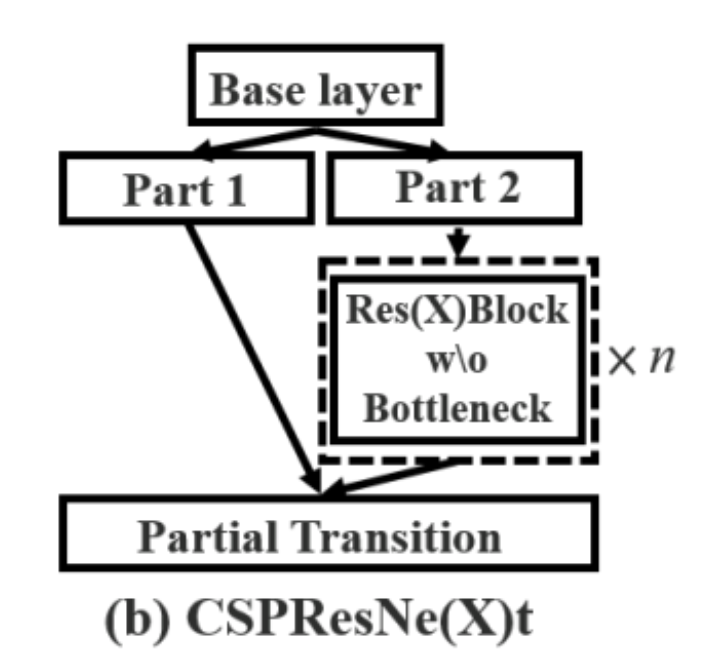 Base layer
Part 1
Part 2
Res(X)Block
w\o
Bottleneck
× n
Partial Transition
(b) CSPResNe(X)t